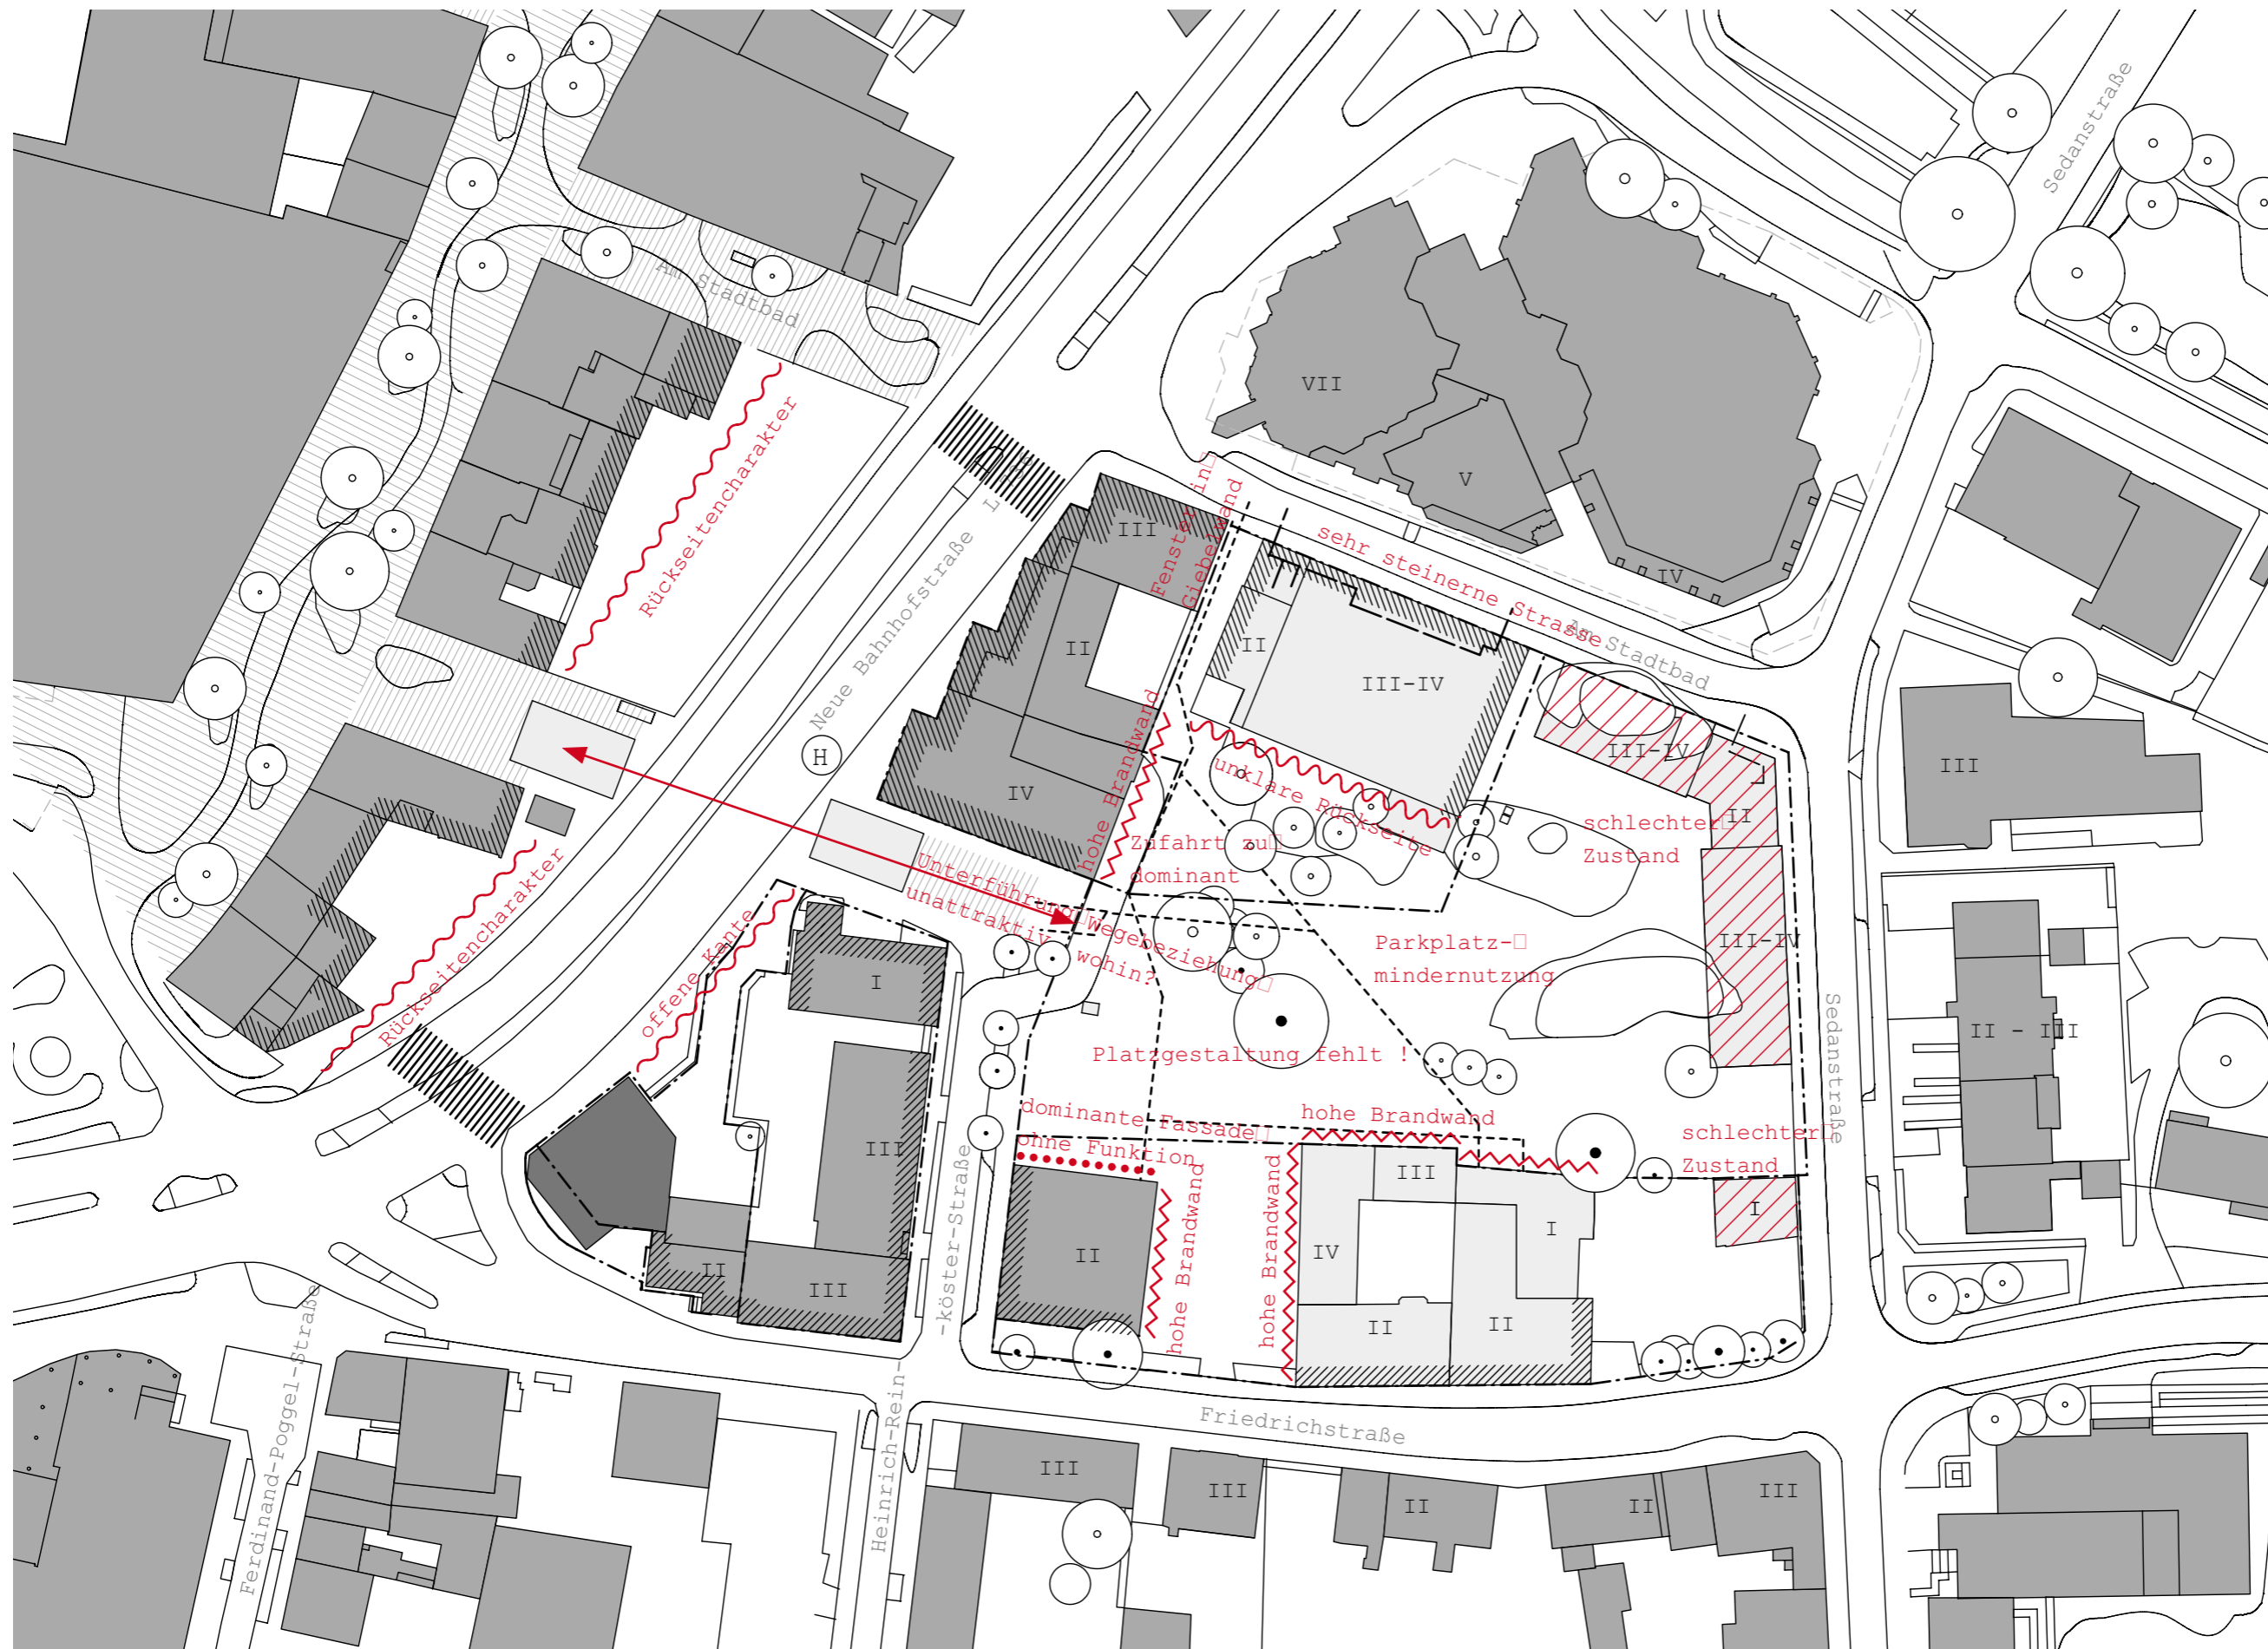 Sedanstraße
Am Stadtbad
VII
V
IV
Rückseitencharakter
Neue Bahnhofstraße
H
III
II
IV
Fenster in
Giebelwand
sehr steinerne Strasse
Am Stadtbad
II
III-IV
hohe Brandwand
unklare Rückseite
III-IV
II
III
schlechter
Zustand
Zufahrt zu
dominant
Unterführung
unattraktiv
Wegebeziehung
wohin?
Rückseitencharakter
offene Kante
I
III
Parkplatz-
mindernutzung
III-IV
II - III
Sedanstraße
Platzgestaltung fehlt !
dominante Fassade
ohne Funktion
hohe Brandwand
schlechter
Zustand
III
I
I
II
hohe Brandwand
hohe Brandwand
IV
II
III
II
II
-köster-Straße
Heinrich-Rein-
Ferdinand-Poggel-Straße
Friedrichstraße
III
III
II
II
III